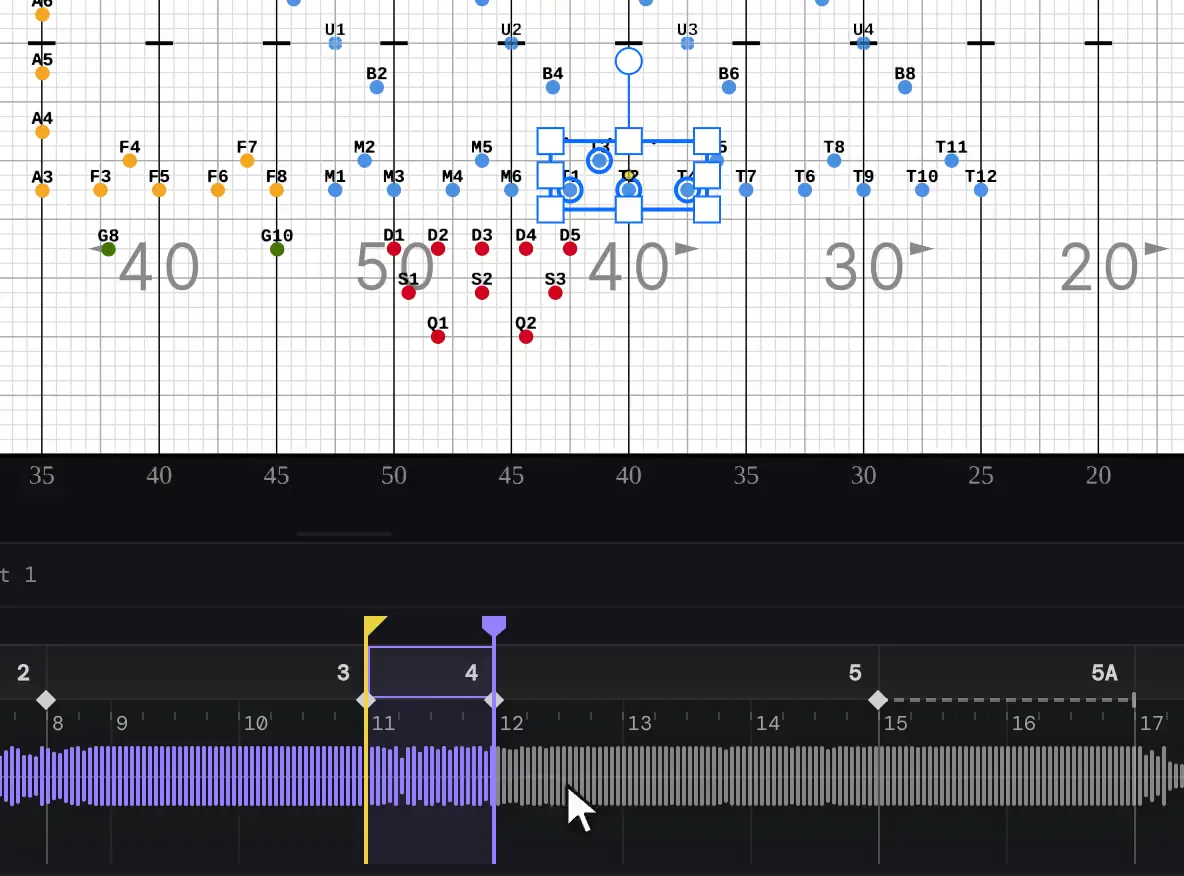 A6
U1 U2 U3 U4
A5
B2 B4 B6 B8
A4
F4 F7 M2 M5 T8 T11
A3 F3 F5 F6 F8 M1 M3 M4 M6 T2 T7 T6 T9 T10 T12
G8 G10 D1 D2 D3 D4 D5
40 50 40 30 20
S1 S2 S3
Q1 Q2
35 40 45 50 45 40 35 30 25 20
t 1
2 3 4 5 5A
8 9 10 11 12 13 14 15 16 17